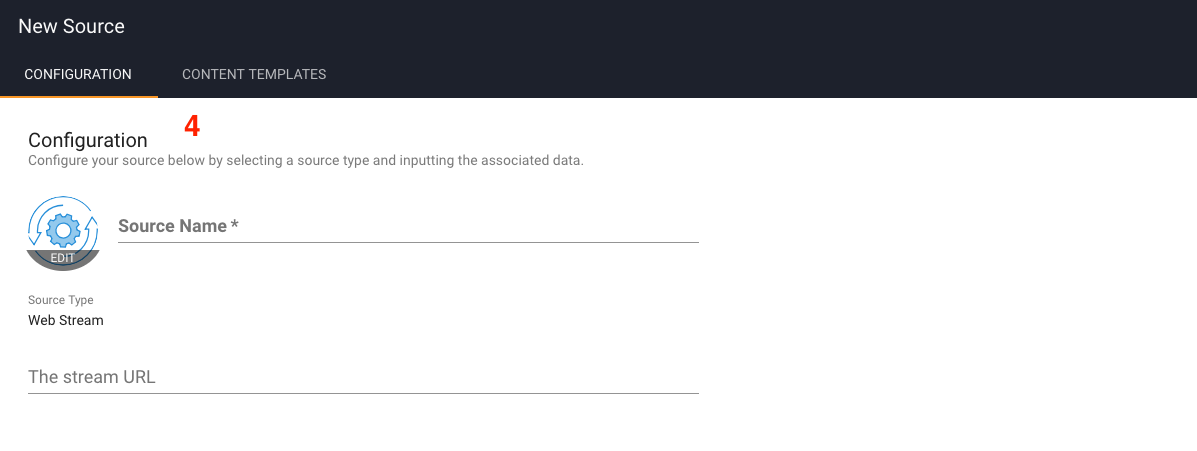 New Source
CONFIGURATION CONTENT TEMPLATES
4
Configuration
Configure your source below by selecting a source type and inputting the associated data.
Source Name *
EDIT
Source Type
Web Stream
The stream URL